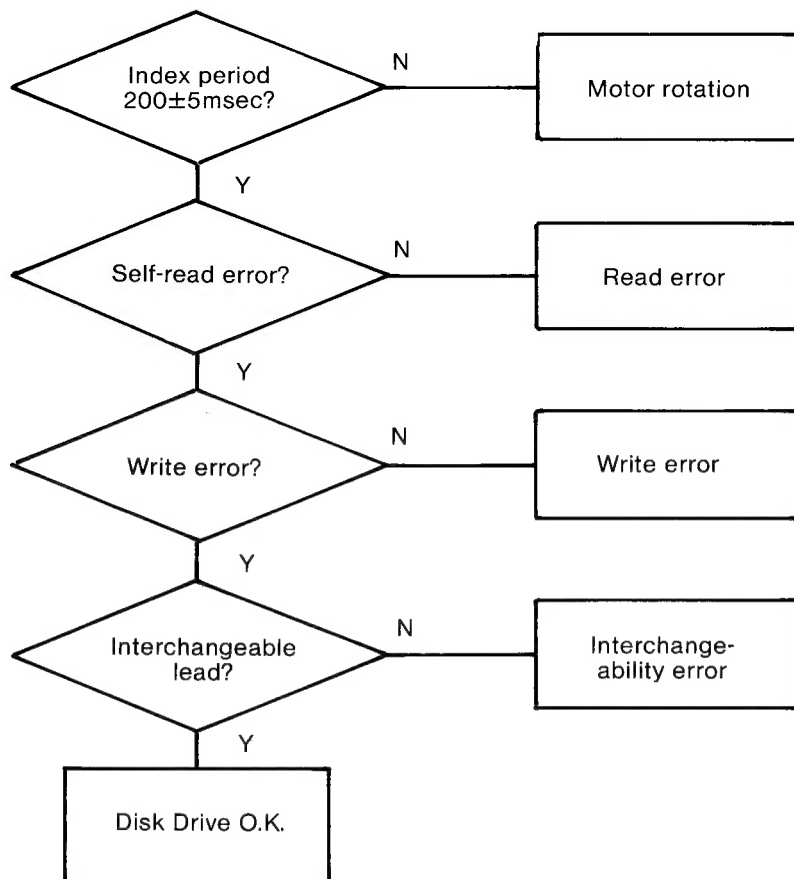 Index period
200±5msec?
N
Motor rotation
Y
Self-read error?
N
Read error
Y
Write error?
N
Write error
Y
Interchangeable
lead?
N
Interchange-
ability error
Y
Disk Drive O.K.